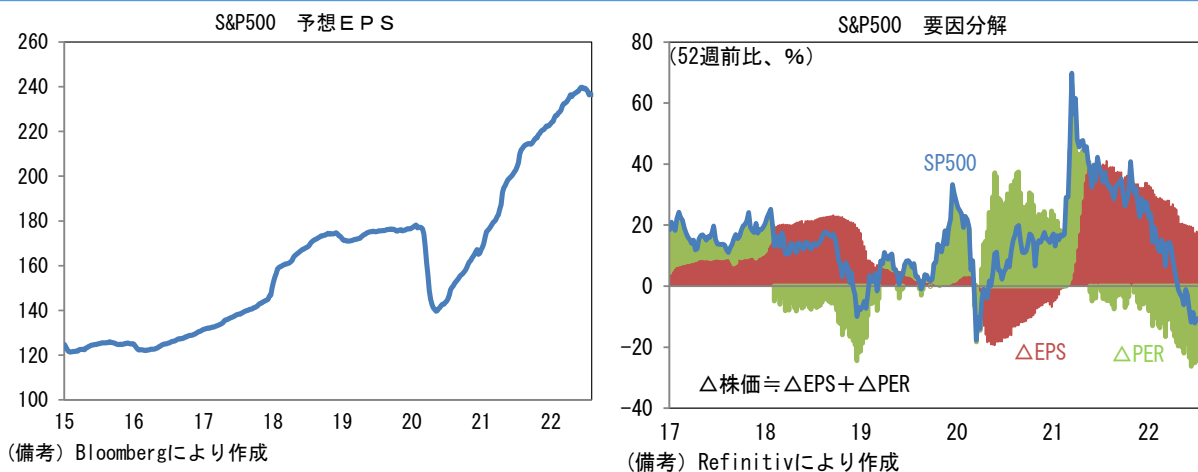 S&P500 予想ＥＰＳ
260
240
220
200
180
160
140
120
100
15 16 17 18 19 20 21 22
(備考) Bloombergにより作成
S&P500 要因分解
(52週前比、%)
80
60
40
20
0
-20
-40
SP500
△EPS
△PER
△株価≒△EPS＋△PER
17 18 19 20 21 22
(備考) Refinitivにより作成